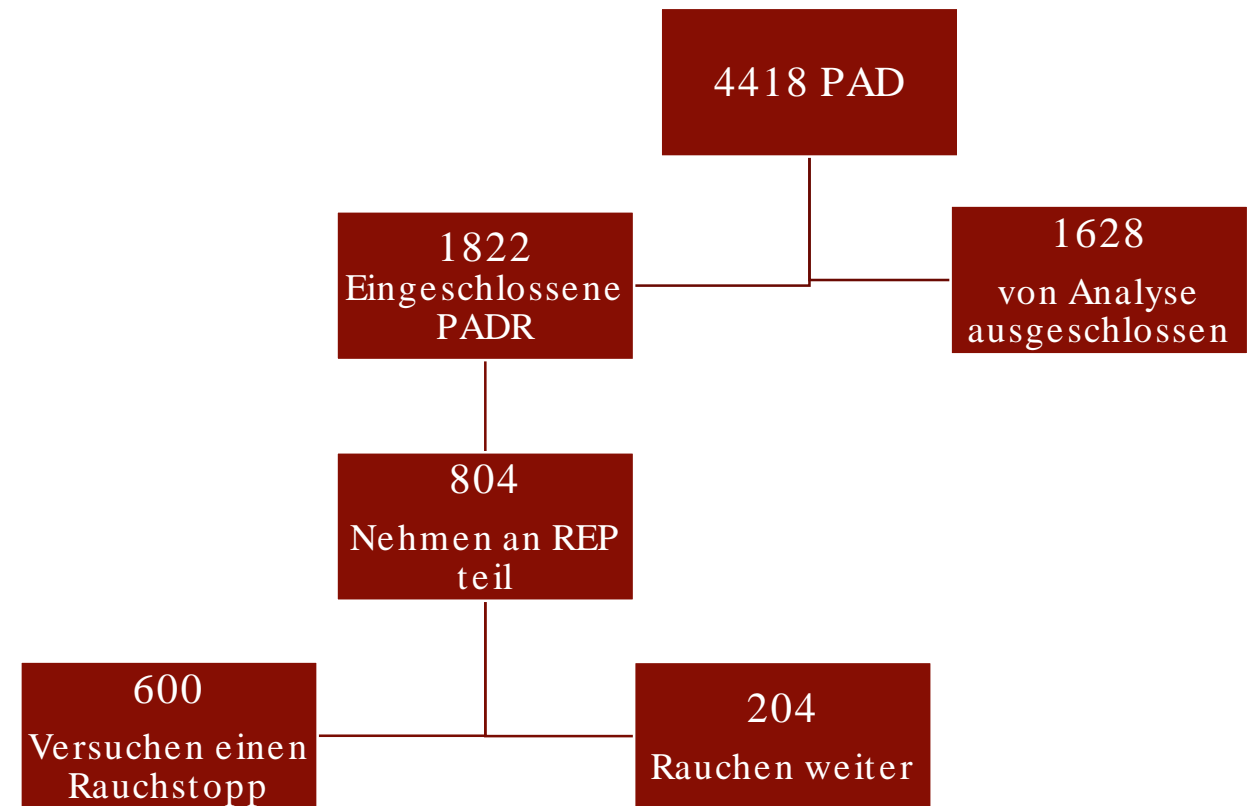 4418 PAD
1822
Eingeschlossene
PADR
1628
von Analyse
ausgeschlossen
804
Nehmen an REP
teil
600
Versuchen einen
Rauchstopp
204
Rauchen weiter